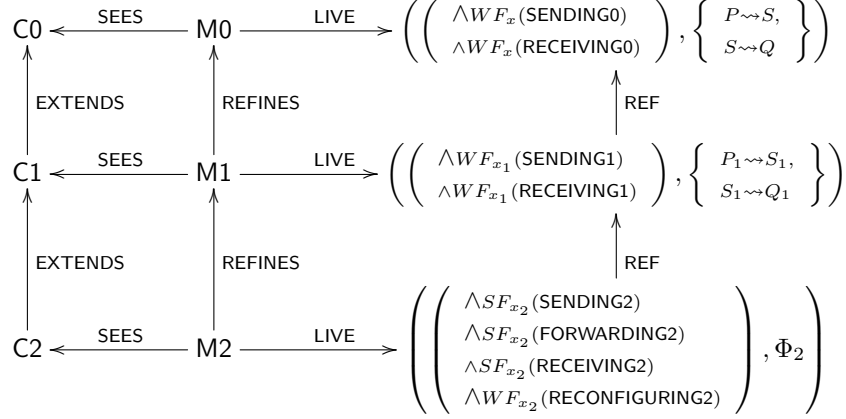 C0 SEES M0 LIVE ( ( ∧WF_x(SENDING0)
∧WF_x(RECEIVING0) ) , { P⇝S,
S⇝Q } )
EXTENDS REFINES REF
C1 SEES M1 LIVE ( ( ∧WF_{x_1}(SENDING1)
∧WF_{x_1}(RECEIVING1) ) , { P_1⇝S_1,
S_1⇝Q_1 } )
EXTENDS REFINES REF
C2 SEES M2 LIVE ( ( ∧SF_{x_2}(SENDING2)
∧SF_{x_2}(FORWARDING2)
∧SF_{x_2}(RECEIVING2)
∧WF_{x_2}(RECONFIGURING2) ) , Φ_2 )